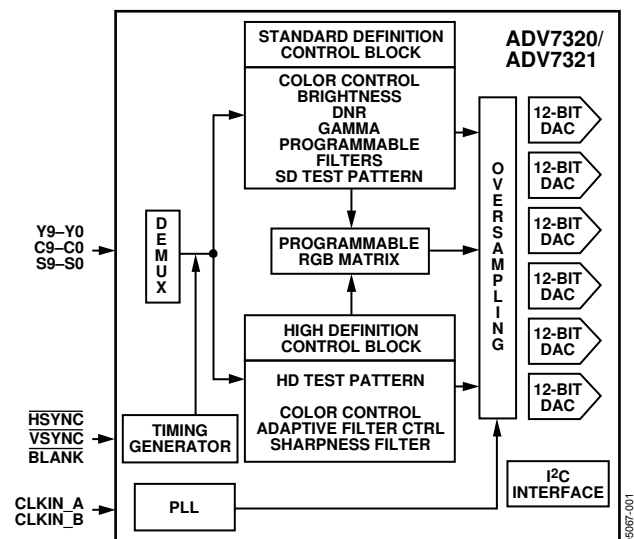 ADV7320/
ADV7321
STANDARD DEFINITION
CONTROL BLOCK
COLOR CONTROL
BRIGHTNESS
DNR
GAMMA
PROGRAMMABLE
FILTERS
SD TEST PATTERN
Y9–Y0
C9–C0
S9–S0
DEMUX
PROGRAMMABLE
RGB MATRIX
HIGH DEFINITION
CONTROL BLOCK
HD TEST PATTERN
COLOR CONTROL
ADAPTIVE FILTER CTRL
SHARPNESS FILTER
OVERSAMPLING
12-BIT
DAC
12-BIT
DAC
12-BIT
DAC
12-BIT
DAC
12-BIT
DAC
12-BIT
DAC
HSYNC
VSYNC
BLANK
TIMING
GENERATOR
CLKIN_A
CLKIN_B
PLL
I²C
INTERFACE